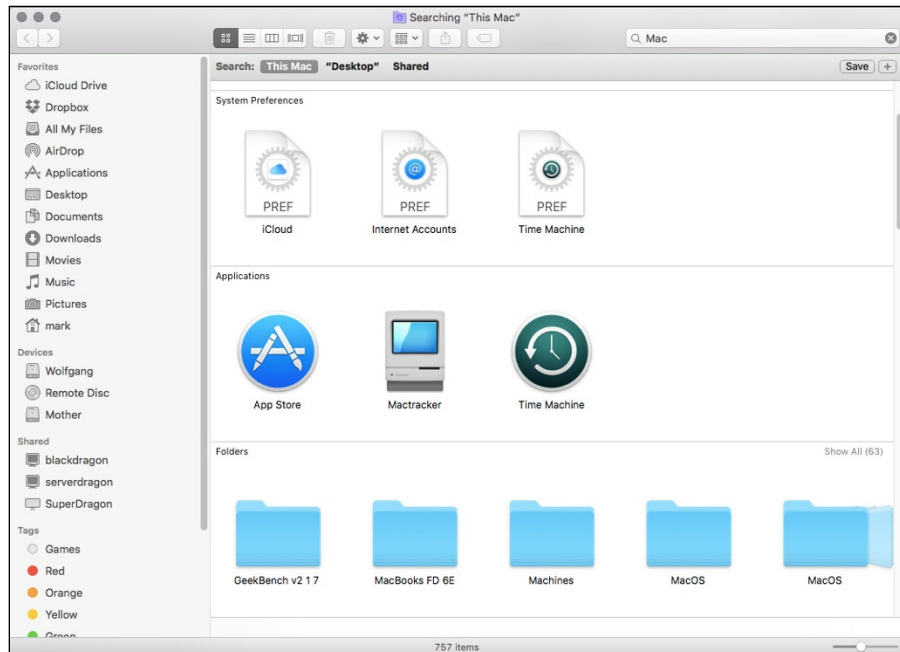 Searching "This Mac"
Mac
Search: This Mac "Desktop" Shared Save +
Favorites
iCloud Drive
Dropbox
All My Files
AirDrop
Applications
Desktop
Documents
Downloads
Movies
Music
Pictures
mark
Devices
Wolfgang
Remote Disc
Mother
Shared
blackdragon
serverdragon
SuperDragon
Tags
Games
Red
Orange
Yellow
Green
System Preferences
PREF PREF PREF
iCloud Internet Accounts Time Machine
Applications
App Store Mactracker Time Machine
Folders Show All (63)
GeekBench v2 1 7 MacBooks FD 6E Machines MacOS MacOS
757 items